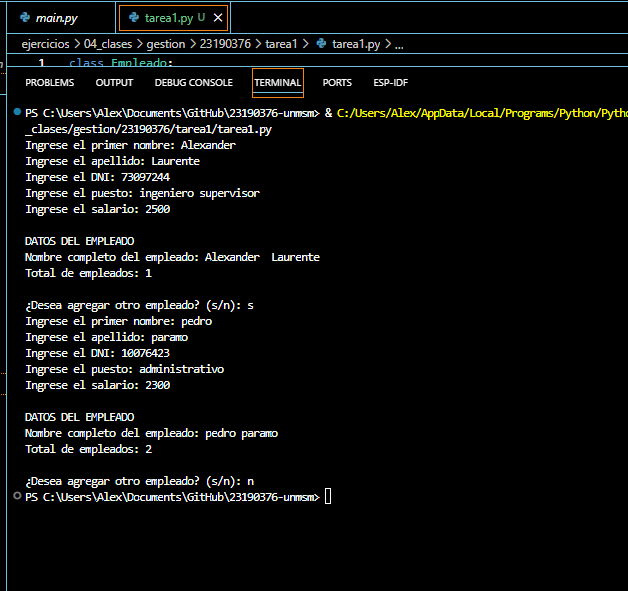 main.py
tarea1.py U
ejercicios > 04_clases > gestion > 23190376 > tarea1 > tarea1.py > ...
1 class Empleado:
PROBLEMS OUTPUT DEBUG CONSOLE TERMINAL PORTS ESP-IDF
PS C:\Users\Alex\Documents\GitHub\23190376-unmsm> & C:/Users/Alex/AppData/Local/Programs/Python/Pytho
_clases/gestion/23190376/tarea1/tarea1.py
Ingrese el primer nombre: Alexander
Ingrese el apellido: Laurente
Ingrese el DNI: 73097244
Ingrese el puesto: ingeniero supervisor
Ingrese el salario: 2500
DATOS DEL EMPLEADO
Nombre completo del empleado: Alexander  Laurente
Total de empleados: 1
¿Desea agregar otro empleado? (s/n): s
Ingrese el primer nombre: pedro
Ingrese el apellido: paramo
Ingrese el DNI: 10076423
Ingrese el puesto: administrativo
Ingrese el salario: 2300
DATOS DEL EMPLEADO
Nombre completo del empleado: pedro paramo
Total de empleados: 2
¿Desea agregar otro empleado? (s/n): n
PS C:\Users\Alex\Documents\GitHub\23190376-unmsm>